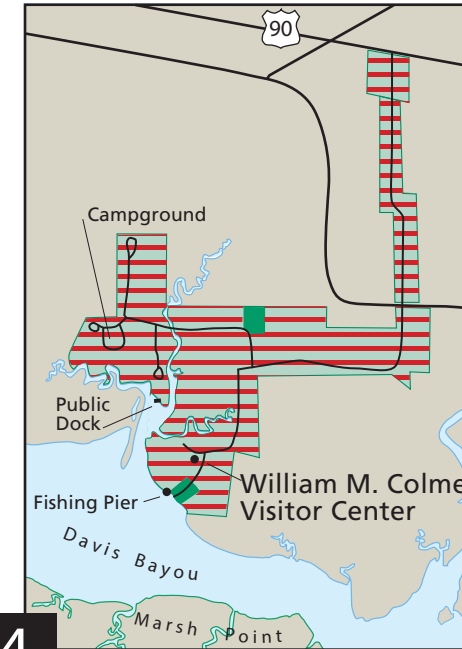 90
Campground
Public
Dock
William M. Colme
Visitor Center
Fishing Pier
Davis Bayou
Marsh Point
4